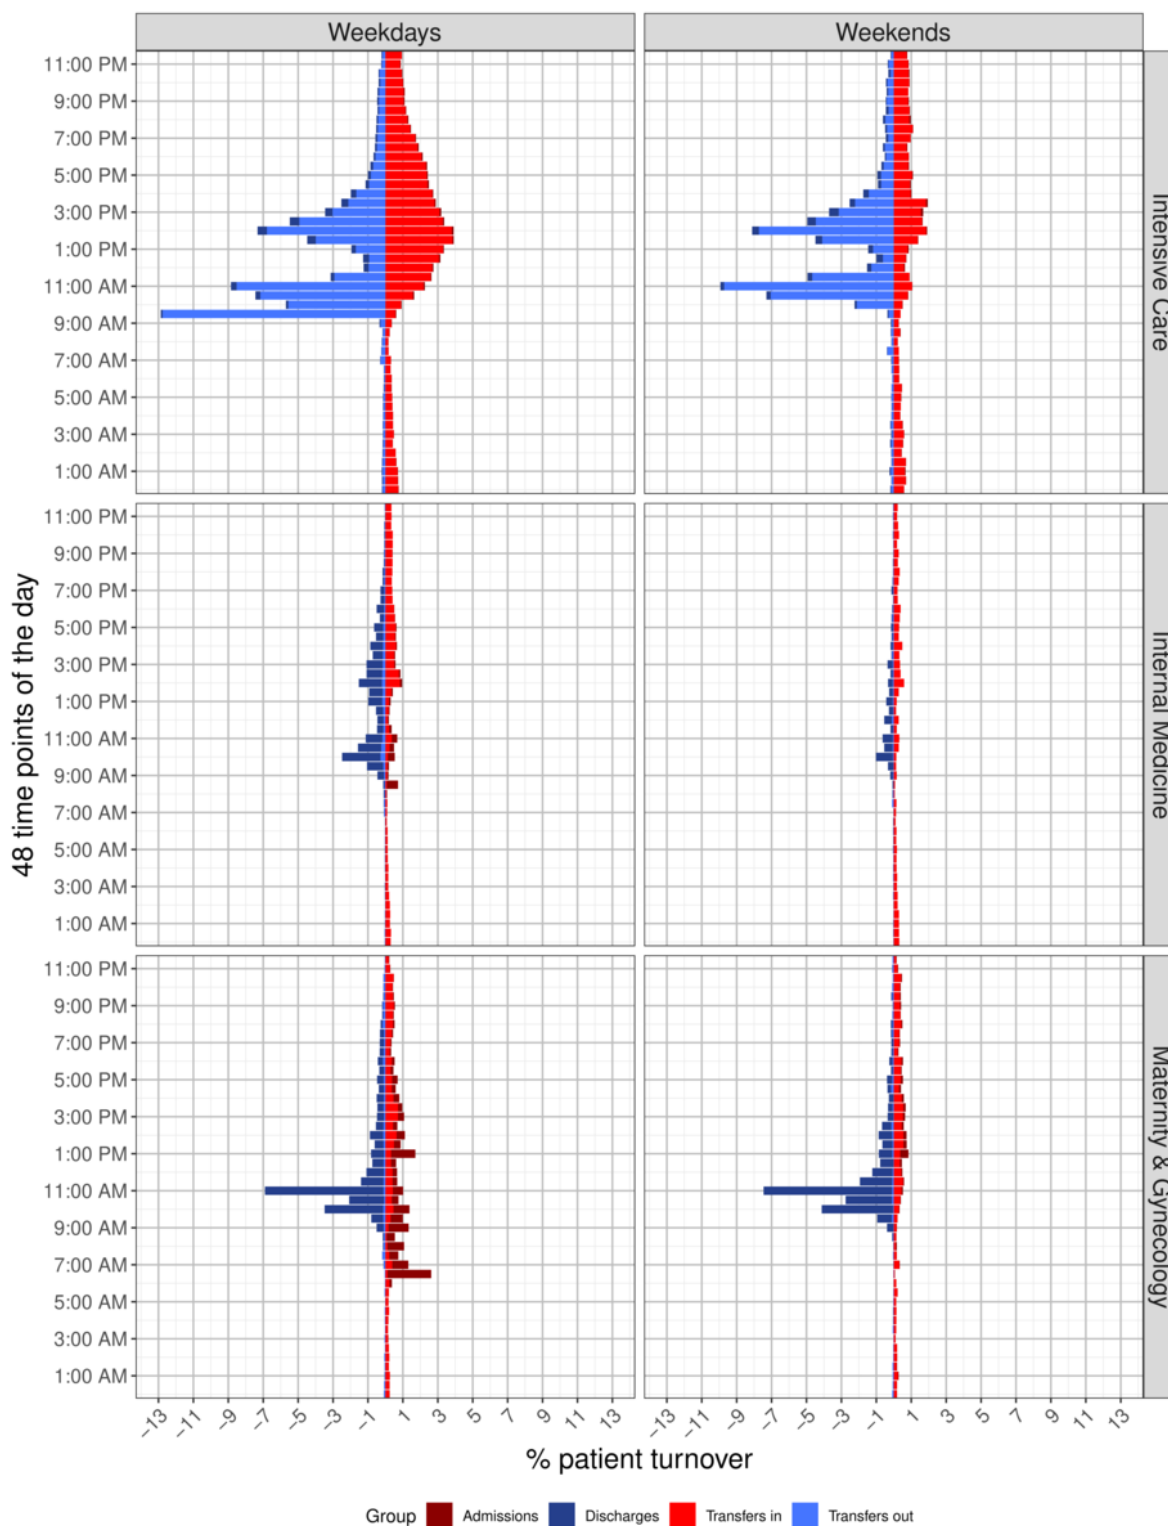 Weekdays
Weekends
11:00 PM
9:00 PM
7:00 PM
5:00 PM
3:00 PM
1:00 PM
11:00 AM
9:00 AM
7:00 AM
5:00 AM
3:00 AM
1:00 AM
Intensive Care
11:00 PM
9:00 PM
7:00 PM
5:00 PM
3:00 PM
1:00 PM
11:00 AM
9:00 AM
7:00 AM
5:00 AM
3:00 AM
1:00 AM
Internal Medicine
11:00 PM
9:00 PM
7:00 PM
5:00 PM
3:00 PM
1:00 PM
11:00 AM
9:00 AM
7:00 AM
5:00 AM
3:00 AM
1:00 AM
Maternity & Gynecology
48 time points of the day
−13 −11 −9 −7 −5 −3 −1 1 3 5 7 9 11 13
−13 −11 −9 −7 −5 −3 −1 1 3 5 7 9 11 13
% patient turnover
Group Admissions Discharges Transfers in Transfers out